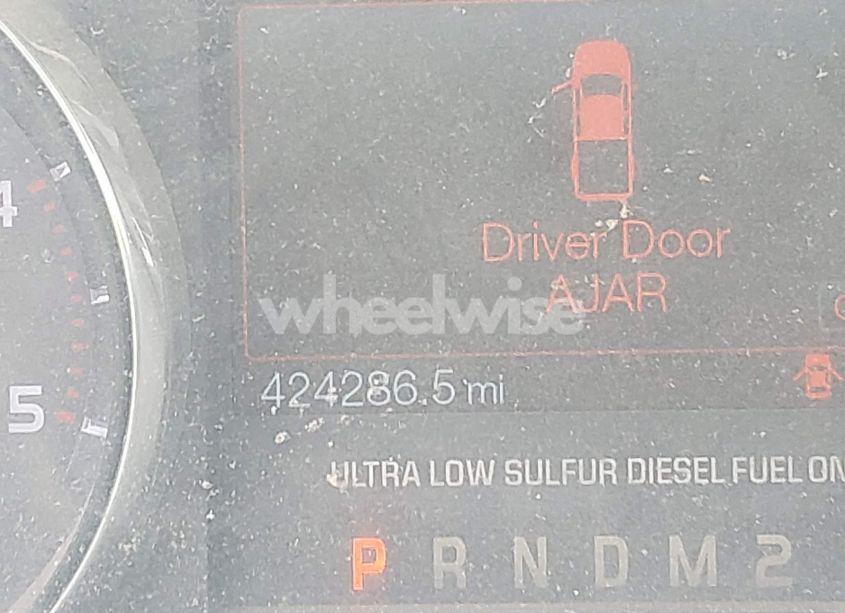 4
Driver Door
AJAR
wheelwise
424286.5 mi
5
ULTRA LOW SULFUR DIESEL FUEL ON
P R N D M 2